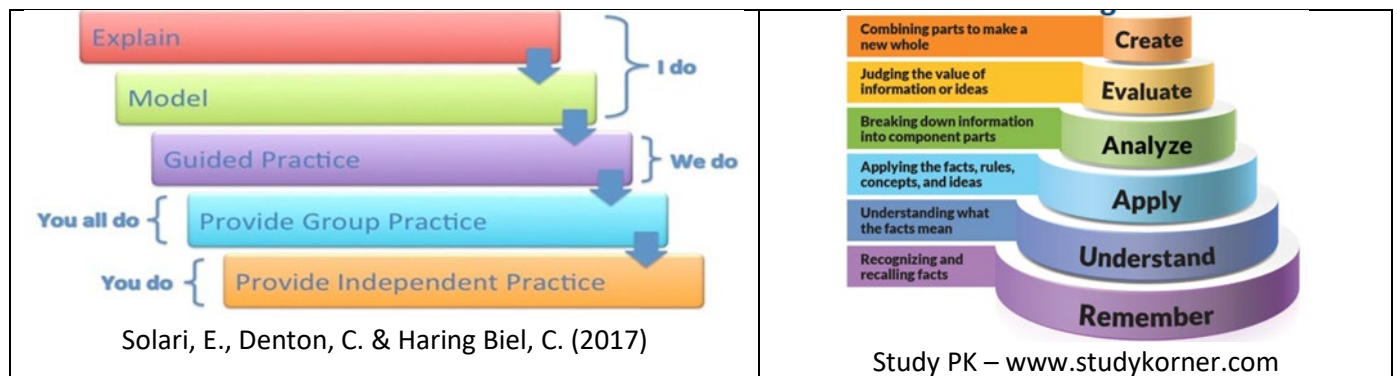 Explain
I do
Model
Guided Practice
We do
You all do
Provide Group Practice
You do
Provide Independent Practice
Solari, E., Denton, C. & Haring Biel, C. (2017)
Combining parts to make a
new whole
Create
Judging the value of
information or ideas
Evaluate
Breaking down information
into component parts
Analyze
Applying the facts, rules,
concepts, and ideas
Apply
Understanding what
the facts mean
Understand
Recognizing and
recalling facts
Remember
Study PK – www.studykorner.com